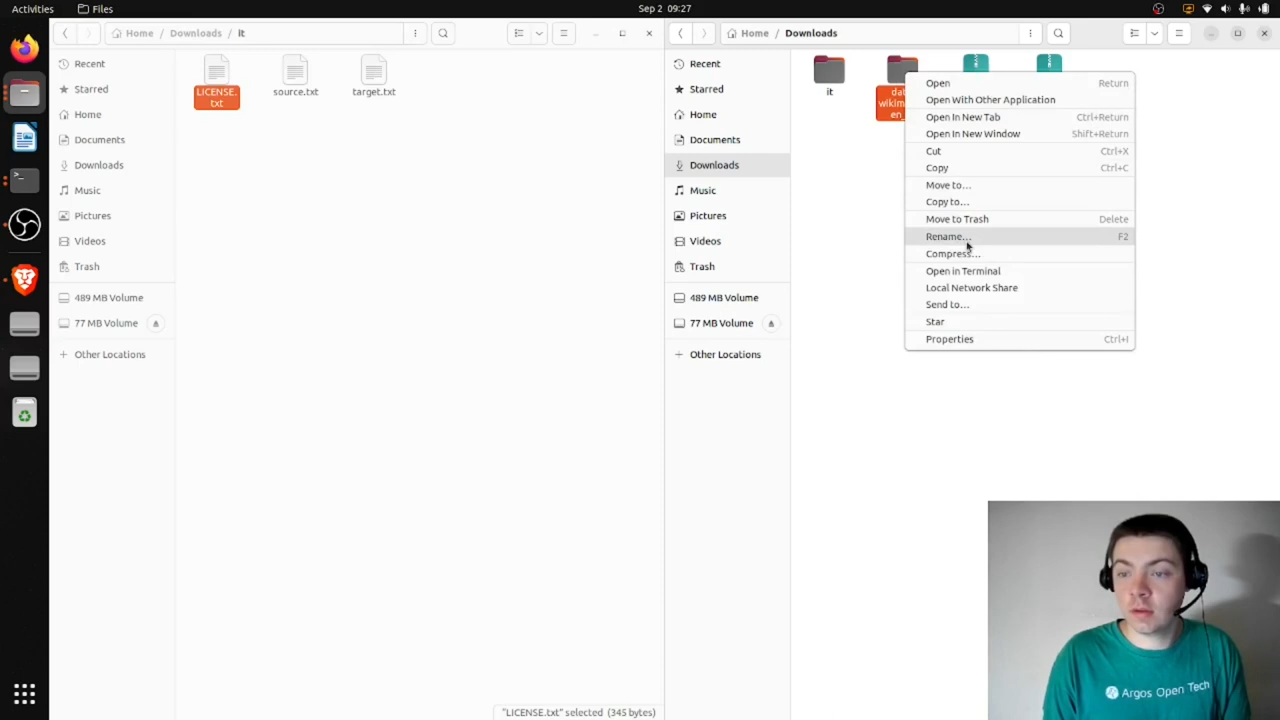 Activities
Files
Sep 2 09:27
Home / Downloads / it
Recent
Starred
Home
Documents
Downloads
Music
Pictures
Videos
Trash
489 MB Volume
77 MB Volume
+ Other Locations
LICENSE.
txt
source.txt
target.txt
"LICENSE.txt" selected (345 bytes)
Home / Downloads
Recent
Starred
Home
Documents
Downloads
Music
Pictures
Videos
Trash
489 MB Volume
77 MB Volume
+ Other Locations
it
dat
wikim
en_
Open Return
Open With Other Application
Open In New Tab Ctrl+Return
Open In New Window Shift+Return
Cut Ctrl+X
Copy Ctrl+C
Move to…
Copy to…
Move to Trash Delete
Rename… F2
Compress…
Open in Terminal
Local Network Share
Send to…
Star
Properties Ctrl+I
Argos Open Tech